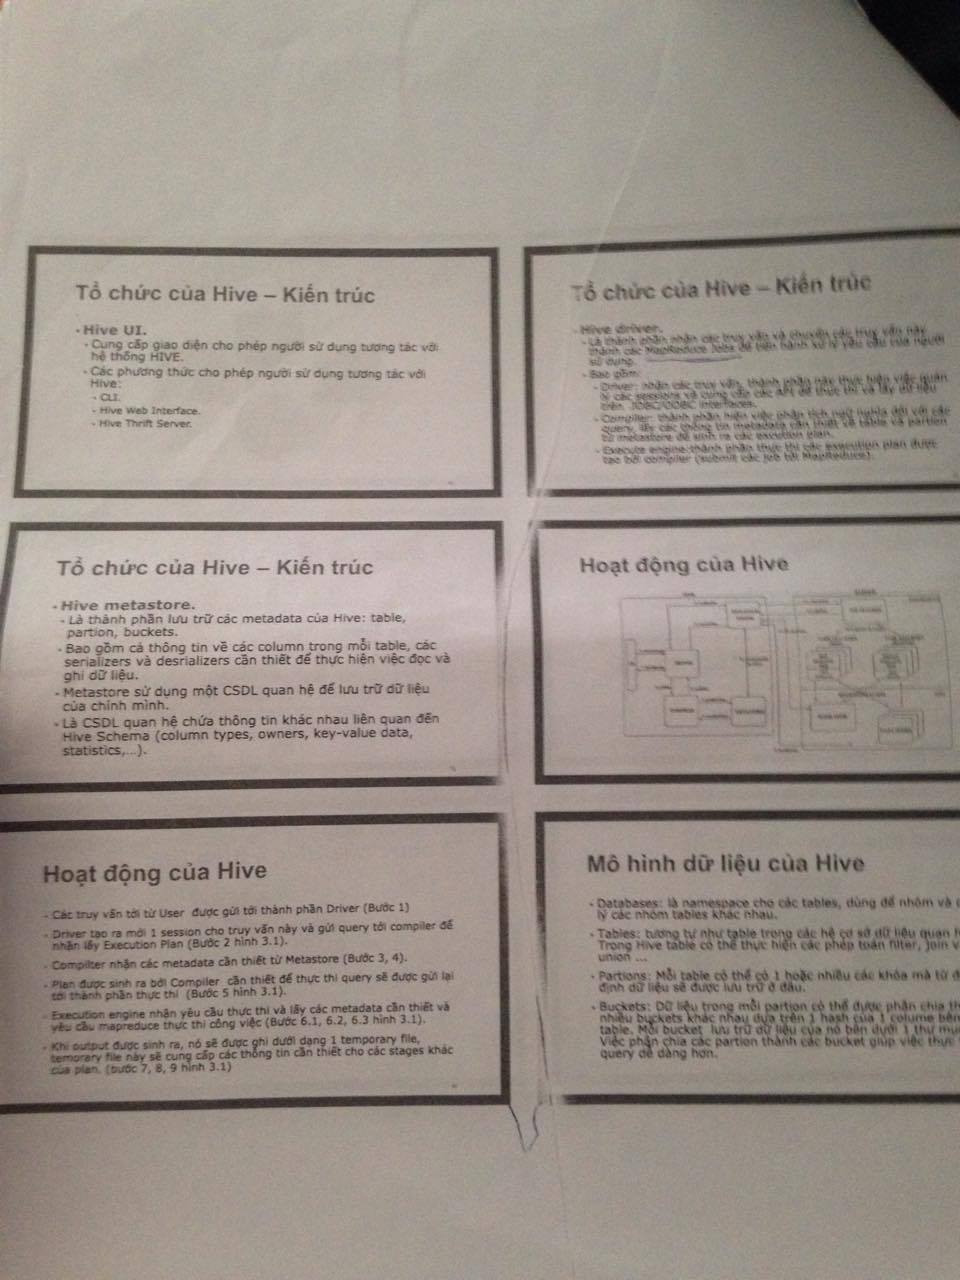 Tổ chức của Hive – Kiến trúc
- Hive UI.
- Cung cấp giao diện cho phép người sử dụng tương tác với
hệ thống HIVE.
- Các phương thức cho phép người sử dụng tương tác với
Hive:
- CLI.
- Hive Web Interface.
- Hive Thrift Server.
Tổ chức của Hive – Kiến trúc
- Hive driver.
- Là thành phần nhận các truy vấn và chuyển các truy vấn này
thành các MapReduce Jobs để tiến hành xử lý yêu cầu của người
sử dụng.
- Bao gồm:
- Driver: nhận các truy vấn, thành phần này thực hiện việc quản
lý các sessions và cung cấp các API để thực thi và lấy dữ liệu
trên JDBC/ODBC interfaces.
- Compiler: thành phần hiện việc phân tích ngữ nghĩa đối với các
query, lấy các thông tin metadata cần thiết về table và partion
từ metastore để sinh ra các excution plan.
- Execute engine:thành phần thực thi các execution plan được
tạo bởi compiler (submit các job tới MapReduce).
Tổ chức của Hive – Kiến trúc
- Hive metastore.
- Là thành phần lưu trữ các metadata của Hive: table,
partion, buckets.
- Bao gồm cả thông tin về các column trong mỗi table, các
serializers và desrializers cần thiết để thực hiện việc đọc và
ghi dữ liệu.
- Metastore sử dụng một CSDL quan hệ để lưu trữ dữ liệu
của chính mình.
- Là CSDL quan hệ chứa thông tin khác nhau liên quan đến
Hive Schema (column types, owners, key-value data,
statistics,...).
Hoạt động của Hive
Hoạt động của Hive
- Các truy vấn tới từ User được gửi tới thành phần Driver (Bước 1)
- Driver tạo ra mới 1 session cho truy vấn này và gửi query tới compiler để
nhận lấy Execution Plan (Bước 2 hình 3.1).
- Compilter nhận các metadata cần thiết từ Metastore (Bước 3, 4).
- Plan được sinh ra bởi Compiler cần thiết để thực thi query sẽ được gửi lại
tới thành phần thực thi (Bước 5 hình 3.1).
- Execution engine nhận yêu cầu thực thi và lấy các metadata cần thiết và
yêu cầu mapreduce thực thi công việc (Bước 6.1, 6.2, 6.3 hình 3.1).
- Khi output được sinh ra, nó sẽ được ghi dưới dạng 1 temporary file,
temorary file này sẽ cung cấp các thông tin cần thiết cho các stages khác
của plan. (bước 7, 8, 9 hình 3.1)
Mô hình dữ liệu của Hive
- Databases: là namespace cho các tables, dùng để nhóm và
lý các nhóm tables khác nhau.
- Tables: tương tự như table trong các hệ cơ sở dữ liệu quan
Trong Hive table có thể thực hiện các phép toán filter, join
union ...
- Partions: Mỗi table có thể có 1 hoặc nhiều các khóa mà từ
định dữ liệu sẽ được lưu trữ ở đâu.
- Buckets: Dữ liệu trong mỗi partion có thể được phân chia
nhiều buckets khác nhau dựa trên 1 hash của 1 colume bên
table. Mỗi bucket lưu trữ dữ liệu của nó bên dưới 1 thư
Việc phân chia các partion thành các bucket giúp việc thực
query dễ dàng hơn.